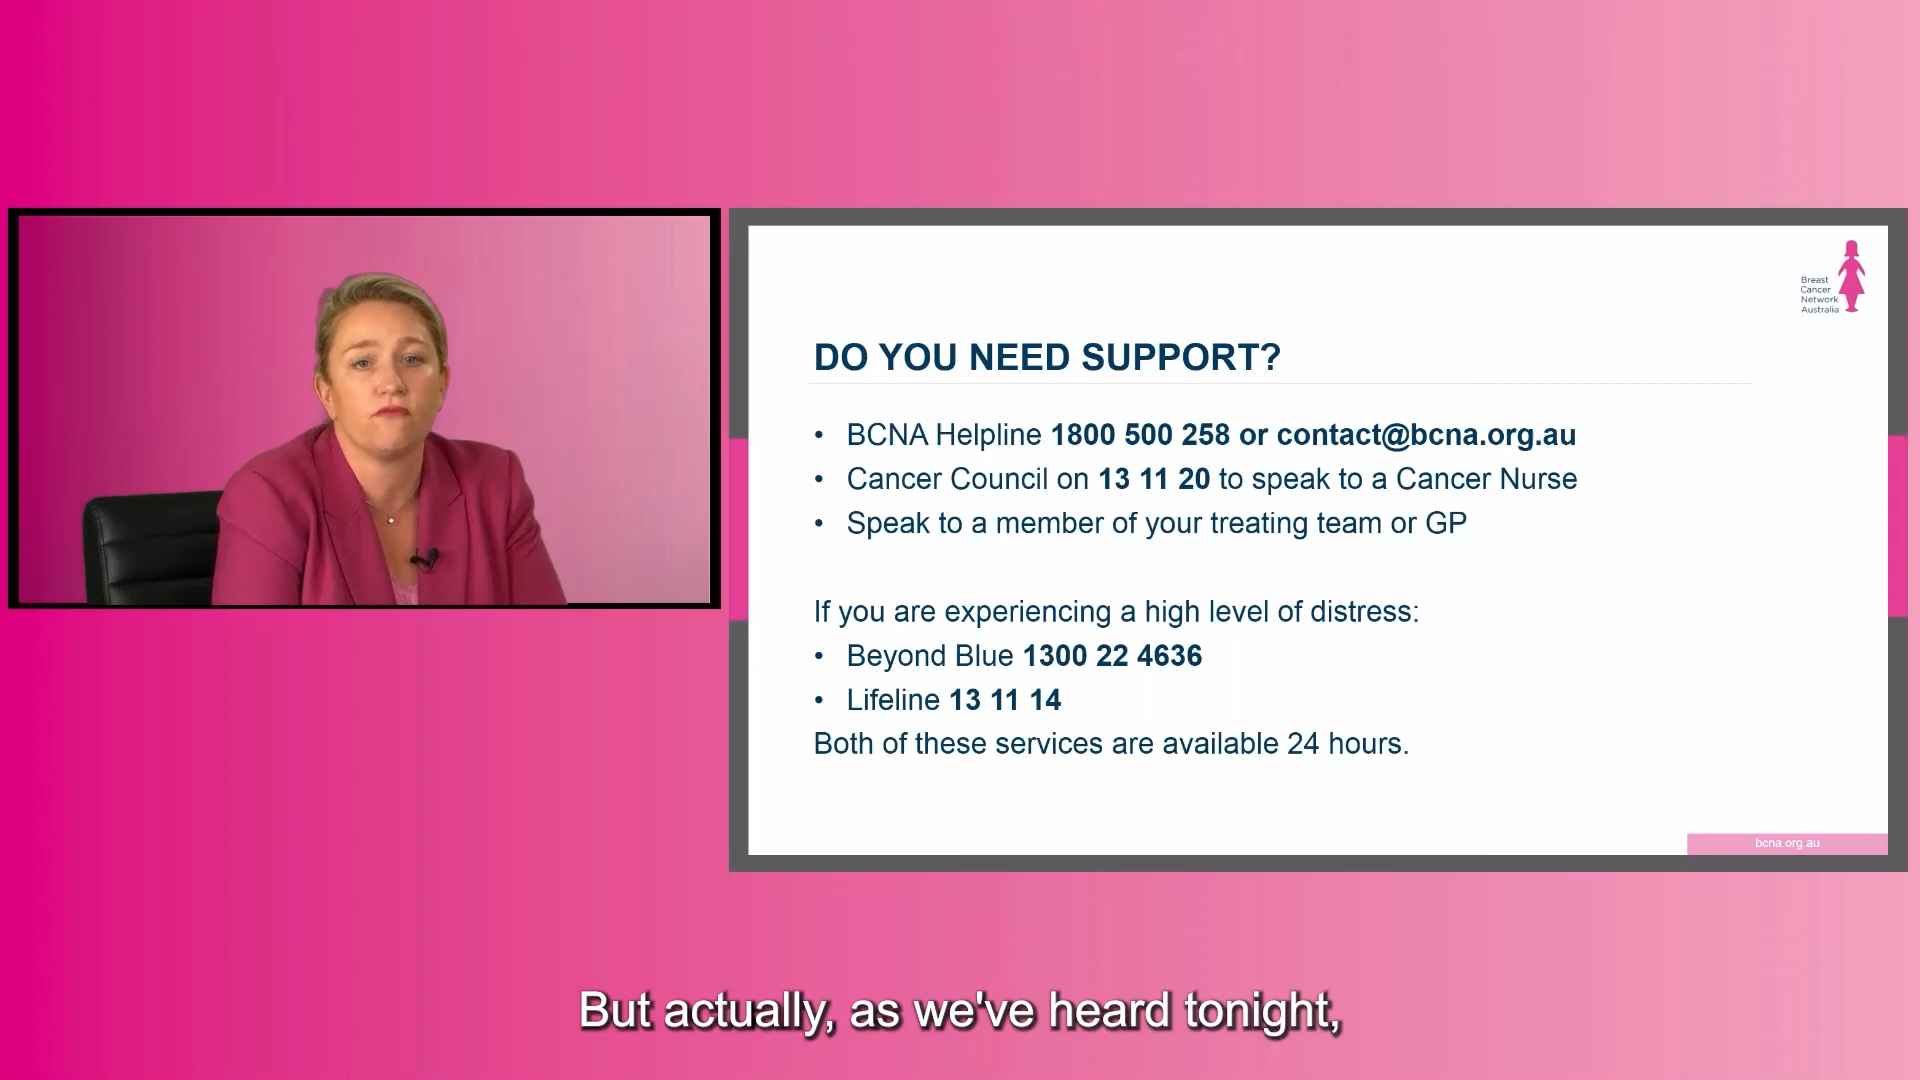 Breast
Cancer
Network
Australia
DO YOU NEED SUPPORT?
• BCNA Helpline 1800 500 258 or contact@bcna.org.au
• Cancer Council on 13 11 20 to speak to a Cancer Nurse
• Speak to a member of your treating team or GP
If you are experiencing a high level of distress:
• Beyond Blue 1300 22 4636
• Lifeline 13 11 14
Both of these services are available 24 hours.
bcna.org.au
But actually, as we've heard tonight,